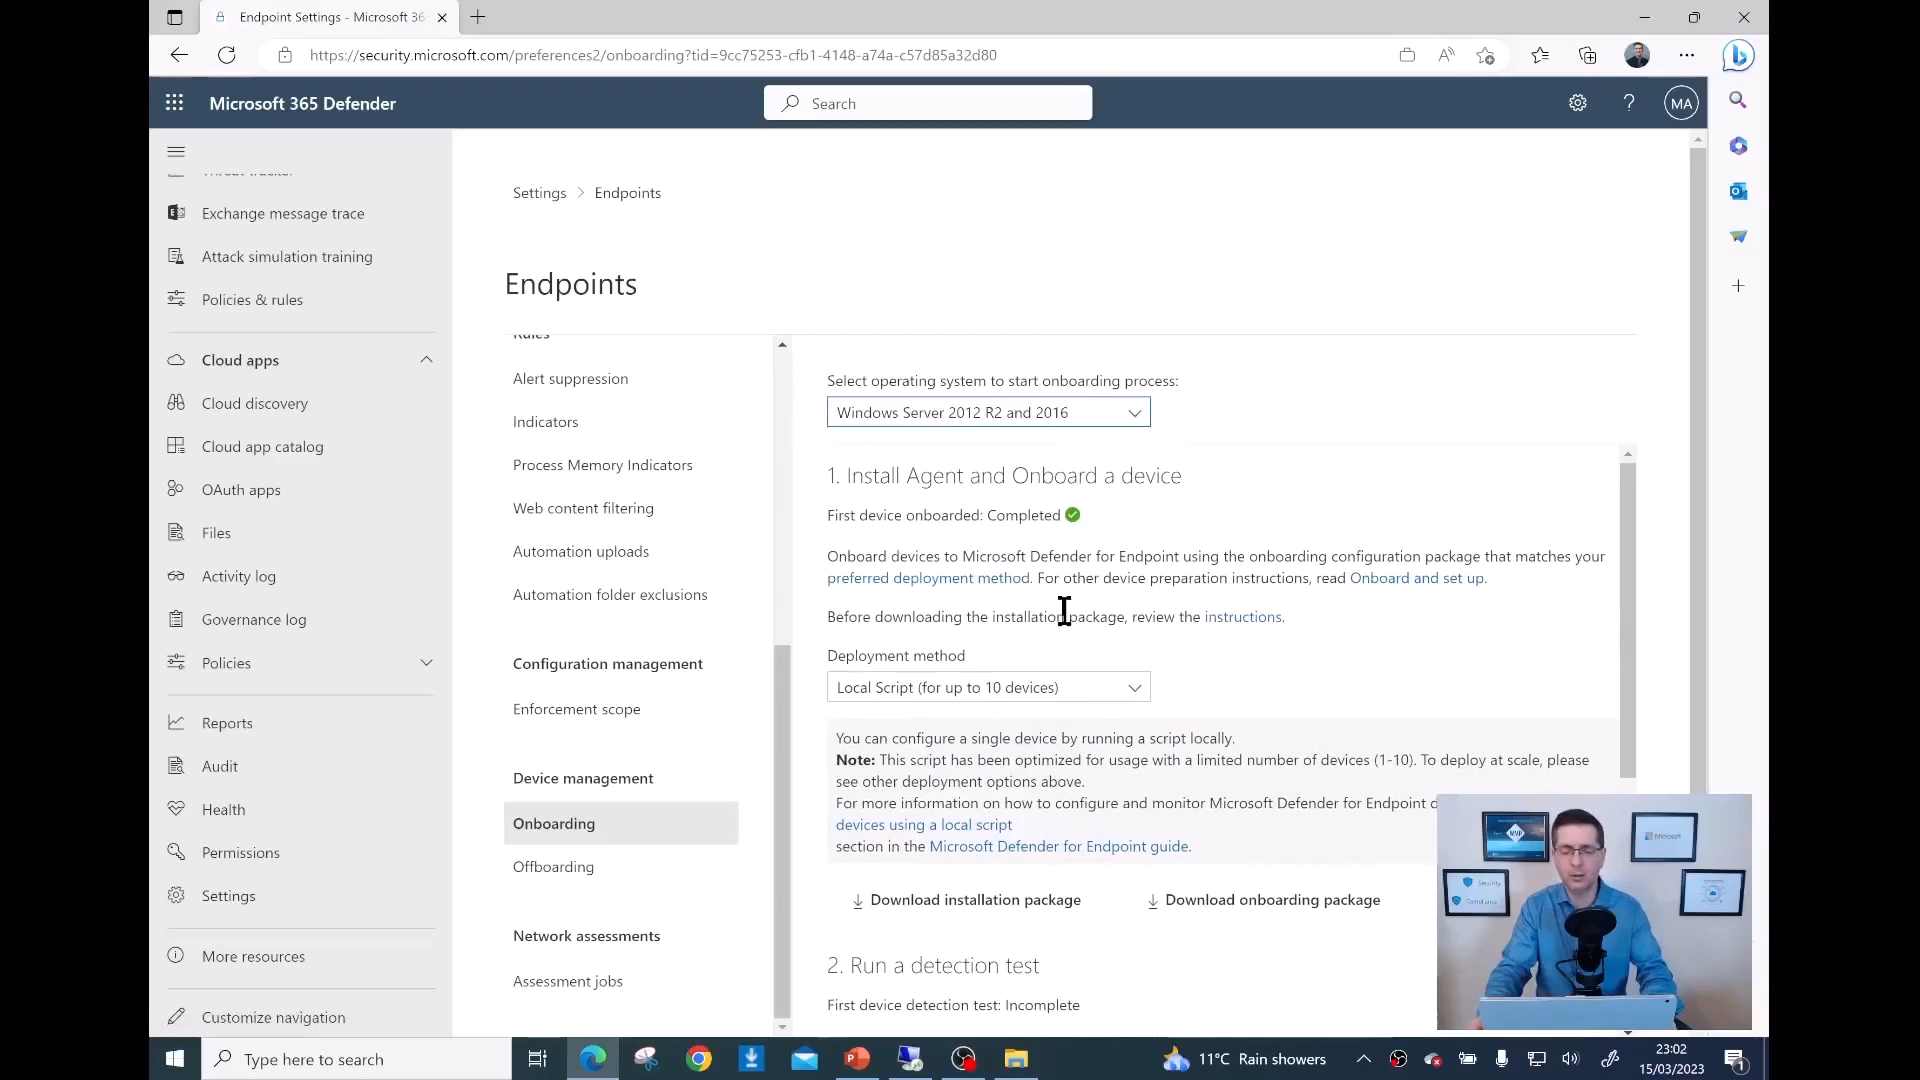 Endpoint Settings - Microsoft 36
https://security.microsoft.com/preferences2/onboarding?tid=9cc75253-cfb1-4148-a74a-c57d85a32d80
Microsoft 365 Defender
Search
MA
Exchange message trace
Attack simulation training
Policies & rules
Cloud apps
Cloud discovery
Cloud app catalog
OAuth apps
Files
Activity log
Governance log
Policies
Reports
Audit
Health
Permissions
Settings
More resources
Customize navigation
Settings > Endpoints
Endpoints
Rules
Alert suppression
Indicators
Process Memory Indicators
Web content filtering
Automation uploads
Automation folder exclusions
Configuration management
Enforcement scope
Device management
Onboarding
Offboarding
Network assessments
Assessment jobs
Select operating system to start onboarding process:
Windows Server 2012 R2 and 2016
1. Install Agent and Onboard a device
First device onboarded: Completed
Onboard devices to Microsoft Defender for Endpoint using the onboarding configuration package that matches your
preferred deployment method. For other device preparation instructions, read Onboard and set up.
Before downloading the installation package, review the instructions.
Deployment method
Local Script (for up to 10 devices)
You can configure a single device by running a script locally.
Note: This script has been optimized for usage with a limited number of devices (1-10). To deploy at scale, please
see other deployment options above.
For more information on how to configure and monitor Microsoft Defender for Endpoint d
devices using a local script
section in the Microsoft Defender for Endpoint guide.
Download installation package
Download onboarding package
2. Run a detection test
First device detection test: Incomplete
MVP
Microsoft
Security
Compliance
Type here to search
11°C Rain showers
23:02
15/03/2023
1